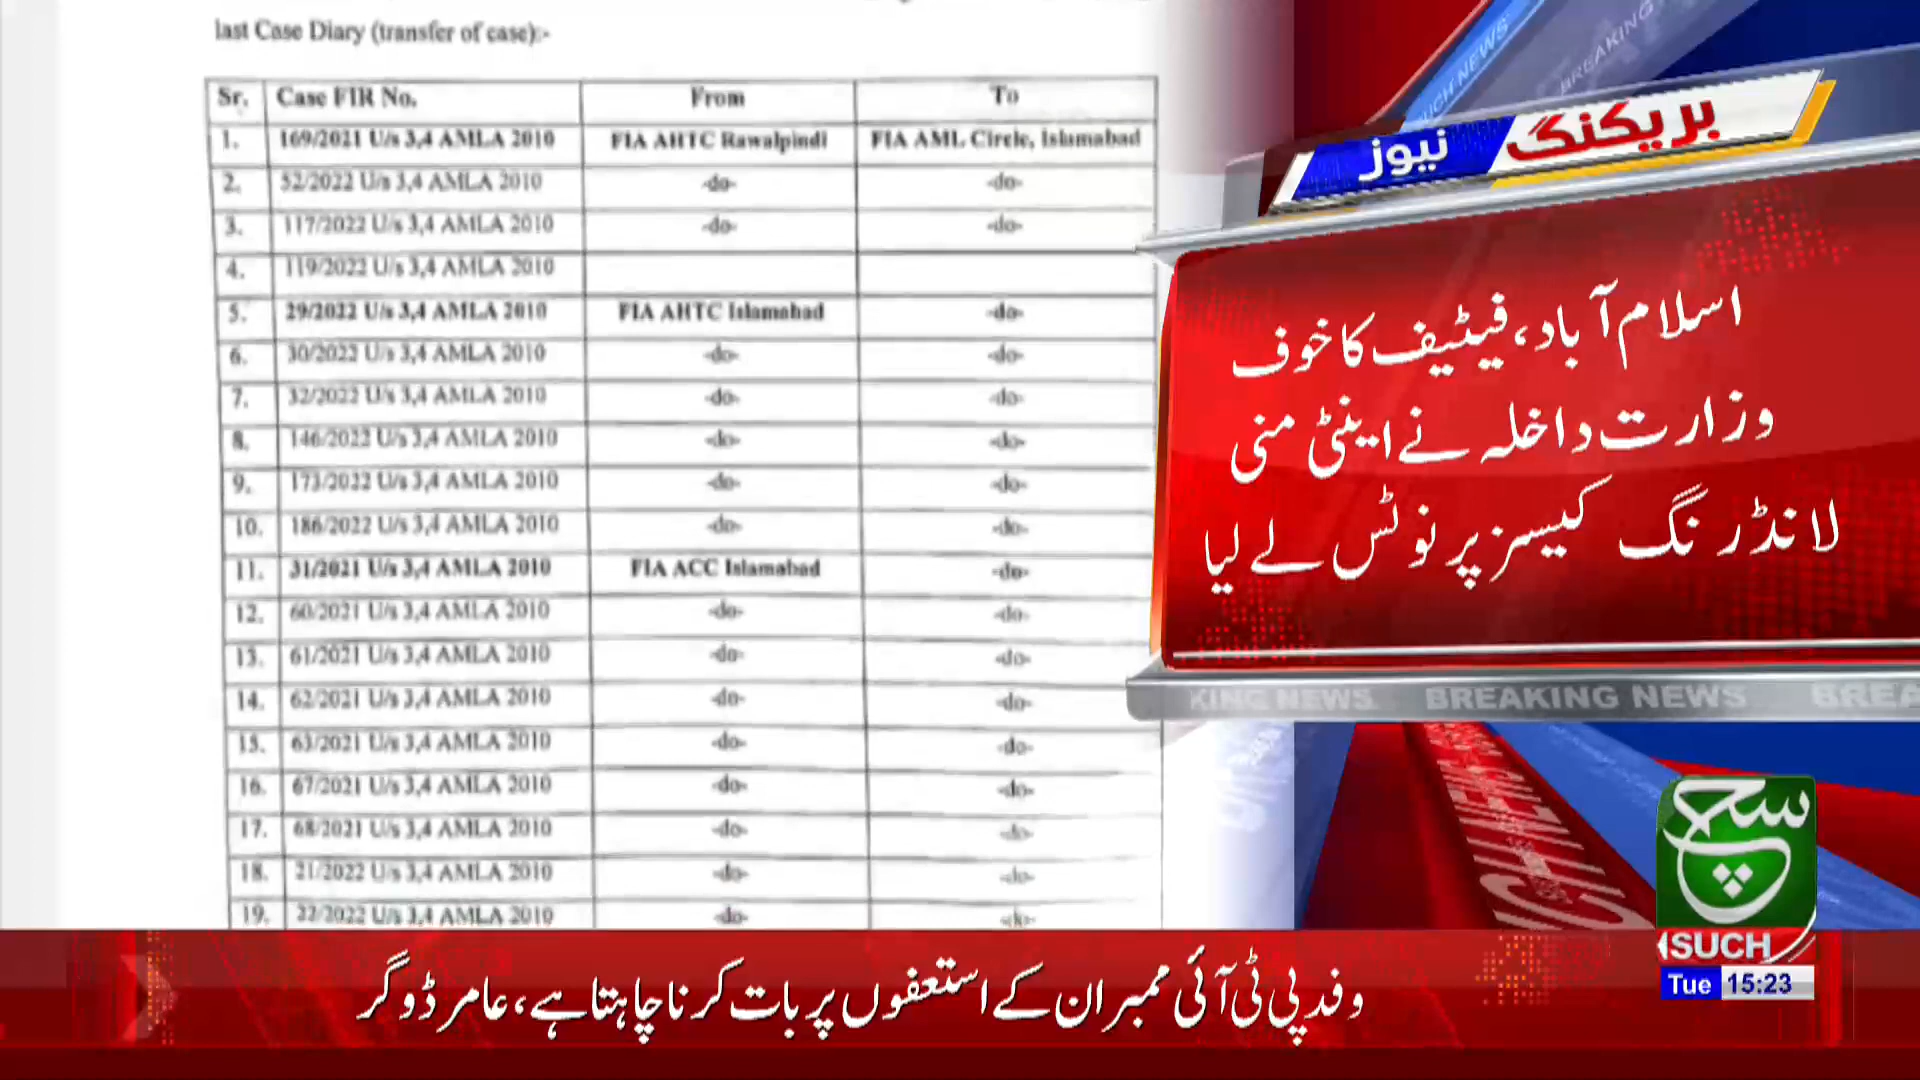 last Case Diary (transfer of case):-
Sr. Case FIR No. From To
1. 169/2021 U/s 3,4 AMLA 2010 FIA AHTC Rawalpindi FIA AML Circle, Islamabad
2. 52/2022 U/s 3,4 AMLA 2010 -do- -do-
3. 117/2022 U/s 3,4 AMLA 2010 -do- -do-
4. 119/2022 U/s 3,4 AMLA 2010
5. 29/2022 U/s 3,4 AMLA 2010 FIA AHTC Islamabad -do-
6. 30/2022 U/s 3,4 AMLA 2010 -do- -do-
7. 32/2022 U/s 3,4 AMLA 2010 -do- -do-
8. 146/2022 U/s 3,4 AMLA 2010 -do- -do-
9. 173/2022 U/s 3,4 AMLA 2010 -do- -do-
10. 186/2022 U/s 3,4 AMLA 2010 -do- -do-
11. 31/2021 U/s 3,4 AMLA 2010 FIA ACC Islamabad -do-
12. 60/2021 U/s 3,4 AMLA 2010 -do- -do-
13. 61/2021 U/s 3,4 AMLA 2010 -do- -do-
14. 62/2021 U/s 3,4 AMLA 2010 -do- -do-
15. 63/2021 U/s 3,4 AMLA 2010 -do- -do-
16. 67/2021 U/s 3,4 AMLA 2010 -do- -do-
17. 68/2021 U/s 3,4 AMLA 2010 -do- -do-
18. 21/2022 U/s 3,4 AMLA 2010 -do- -do-
19. 22/2022 U/s 3,4 AMLA 2010 -do- -do-
SUCH NEWS BREAKING
بریکنگ نیوز
اسلام آباد، فیٹیف کا خوف
وزارت داخلہ نے اینٹی منی
لانڈرنگ کیسز پر نوٹس لے لیا
KING NEWS BREAKING NEWS BREA
سچ
SUCH
Tue 15:23
وفد پی ٹی آئی ممبران کے استعفوں پر بات کرنا چاہتا ہے، عامر ڈوگر